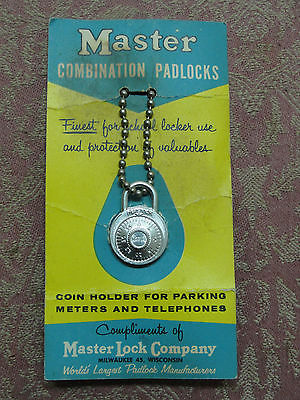 Master
COMBINATION PADLOCKS
Finest for school locker use
and protection valuables
COIN HOLDER FOR PARKING
METERS AND TELEPHONES
Compliments of
Master Lock Company
MILWAUKEE 45, WISCONSIN
World's Largest Padlock Manufacturers